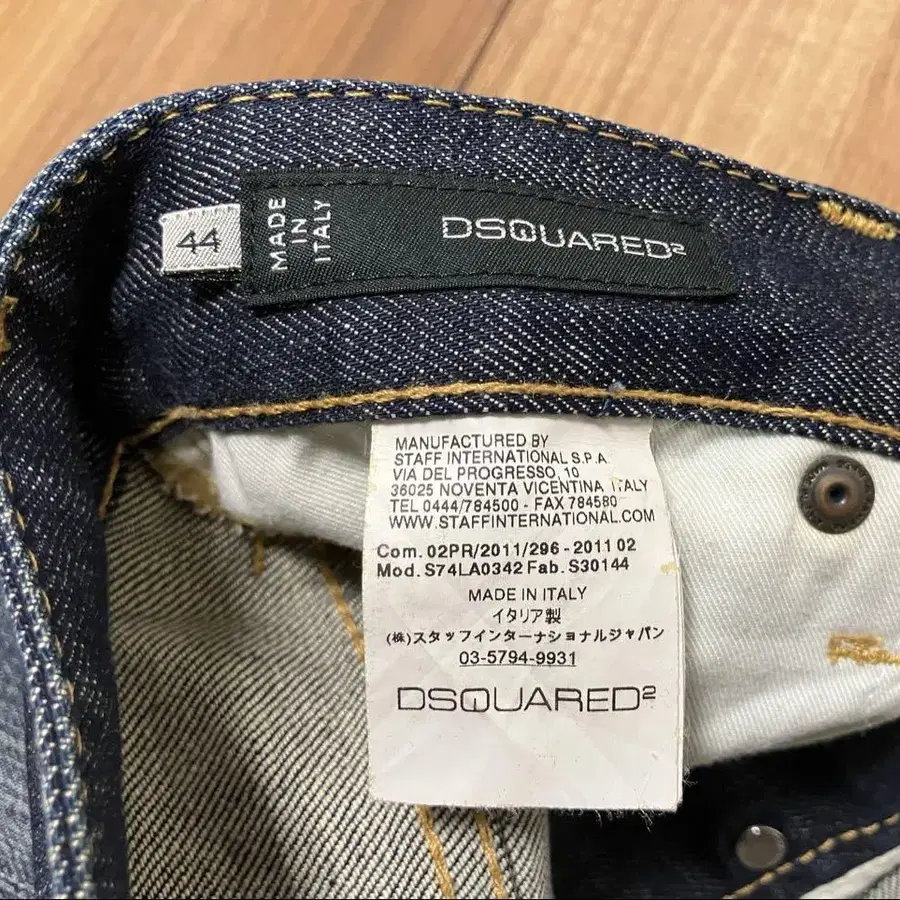 44
MADE
IN
ITALY
DSQUARED²
MANUFACTURED BY
STAFF INTERNATIONAL S.P.A.
VIA DEL PROGRESSO, 10
36025 NOVENTA VICENTINA ITALY
TEL 0444/784500 - FAX 784580
WWW.STAFFINTERNATIONAL.COM
Com. 02PR/2011/296 - 2011 02
Mod. S74LA0342 Fab. S30144
MADE IN ITALY
イタリア製
(株)スタッフインターナショナルジャパン
03-5794-9931
DSQUARED²